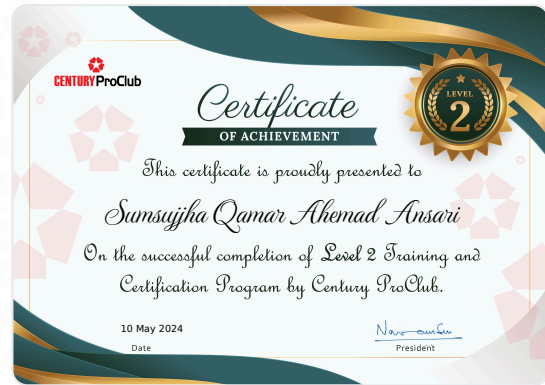 CENTURY ProClub
Certificate
OF ACHIEVEMENT
LEVEL
2
This certificate is proudly presented to
Sumsujjha Qamar Ahemad Ansari
On the successful completion of Level 2 Training and
Certification Program by Century ProClub.
10 May 2024
Date
President